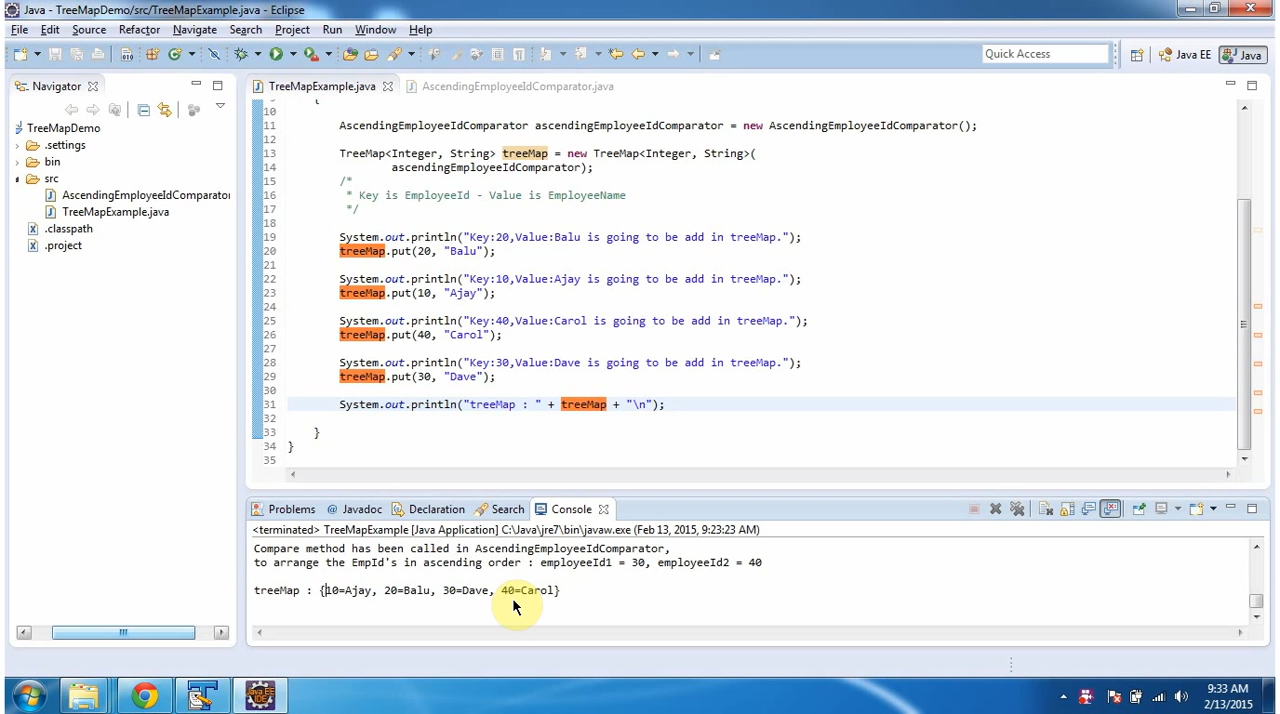 Java - TreeMapDemo/src/TreeMapExample.java - Eclipse
File Edit Source Refactor Navigate Search Project Run Window Help
Quick Access
Java EE
Java
Navigator
TreeMapDemo
.settings
bin
src
AscendingEmployeeIdComparator
TreeMapExample.java
.classpath
.project
TreeMapExample.java
AscendingEmployeeIdComparator.java
10 {
11 AscendingEmployeeIdComparator ascendingEmployeeIdComparator = new AscendingEmployeeIdComparator();
12
13 TreeMap<Integer, String> treeMap = new TreeMap<Integer, String>(
14 ascendingEmployeeIdComparator);
15 /*
16 * Key is EmployeeId - Value is EmployeeName
17 */
18
19 System.out.println("Key:20,Value:Balu is going to be add in treeMap.");
20 treeMap.put(20, "Balu");
21
22 System.out.println("Key:10,Value:Ajay is going to be add in treeMap.");
23 treeMap.put(10, "Ajay");
24
25 System.out.println("Key:40,Value:Carol is going to be add in treeMap.");
26 treeMap.put(40, "Carol");
27
28 System.out.println("Key:30,Value:Dave is going to be add in treeMap.");
29 treeMap.put(30, "Dave");
30
31 System.out.println("treeMap : " + treeMap + "\n");
32
33 }
34 }
35
Problems @ Javadoc Declaration Search Console
<terminated> TreeMapExample [Java Application] C:\Java\jre7\bin\javaw.exe (Feb 13, 2015, 9:23:23 AM)
Compare method has been called in AscendingEmployeeIdComparator,
to arrange the EmpId's in ascending order : employeeId1 = 30, employeeId2 = 40
treeMap : {10=Ajay, 20=Balu, 30=Dave, 40=Carol}
Java EE
IDE
9:33 AM
2/13/2015